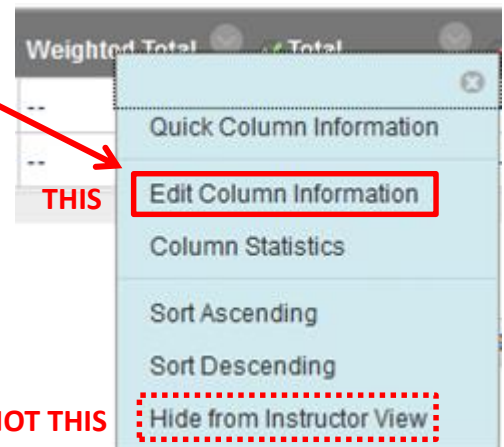 Weighted Total Total
--
Quick Column Information
--
THIS Edit Column Information
Column Statistics
Sort Ascending
Sort Descending
NOT THIS Hide from Instructor View